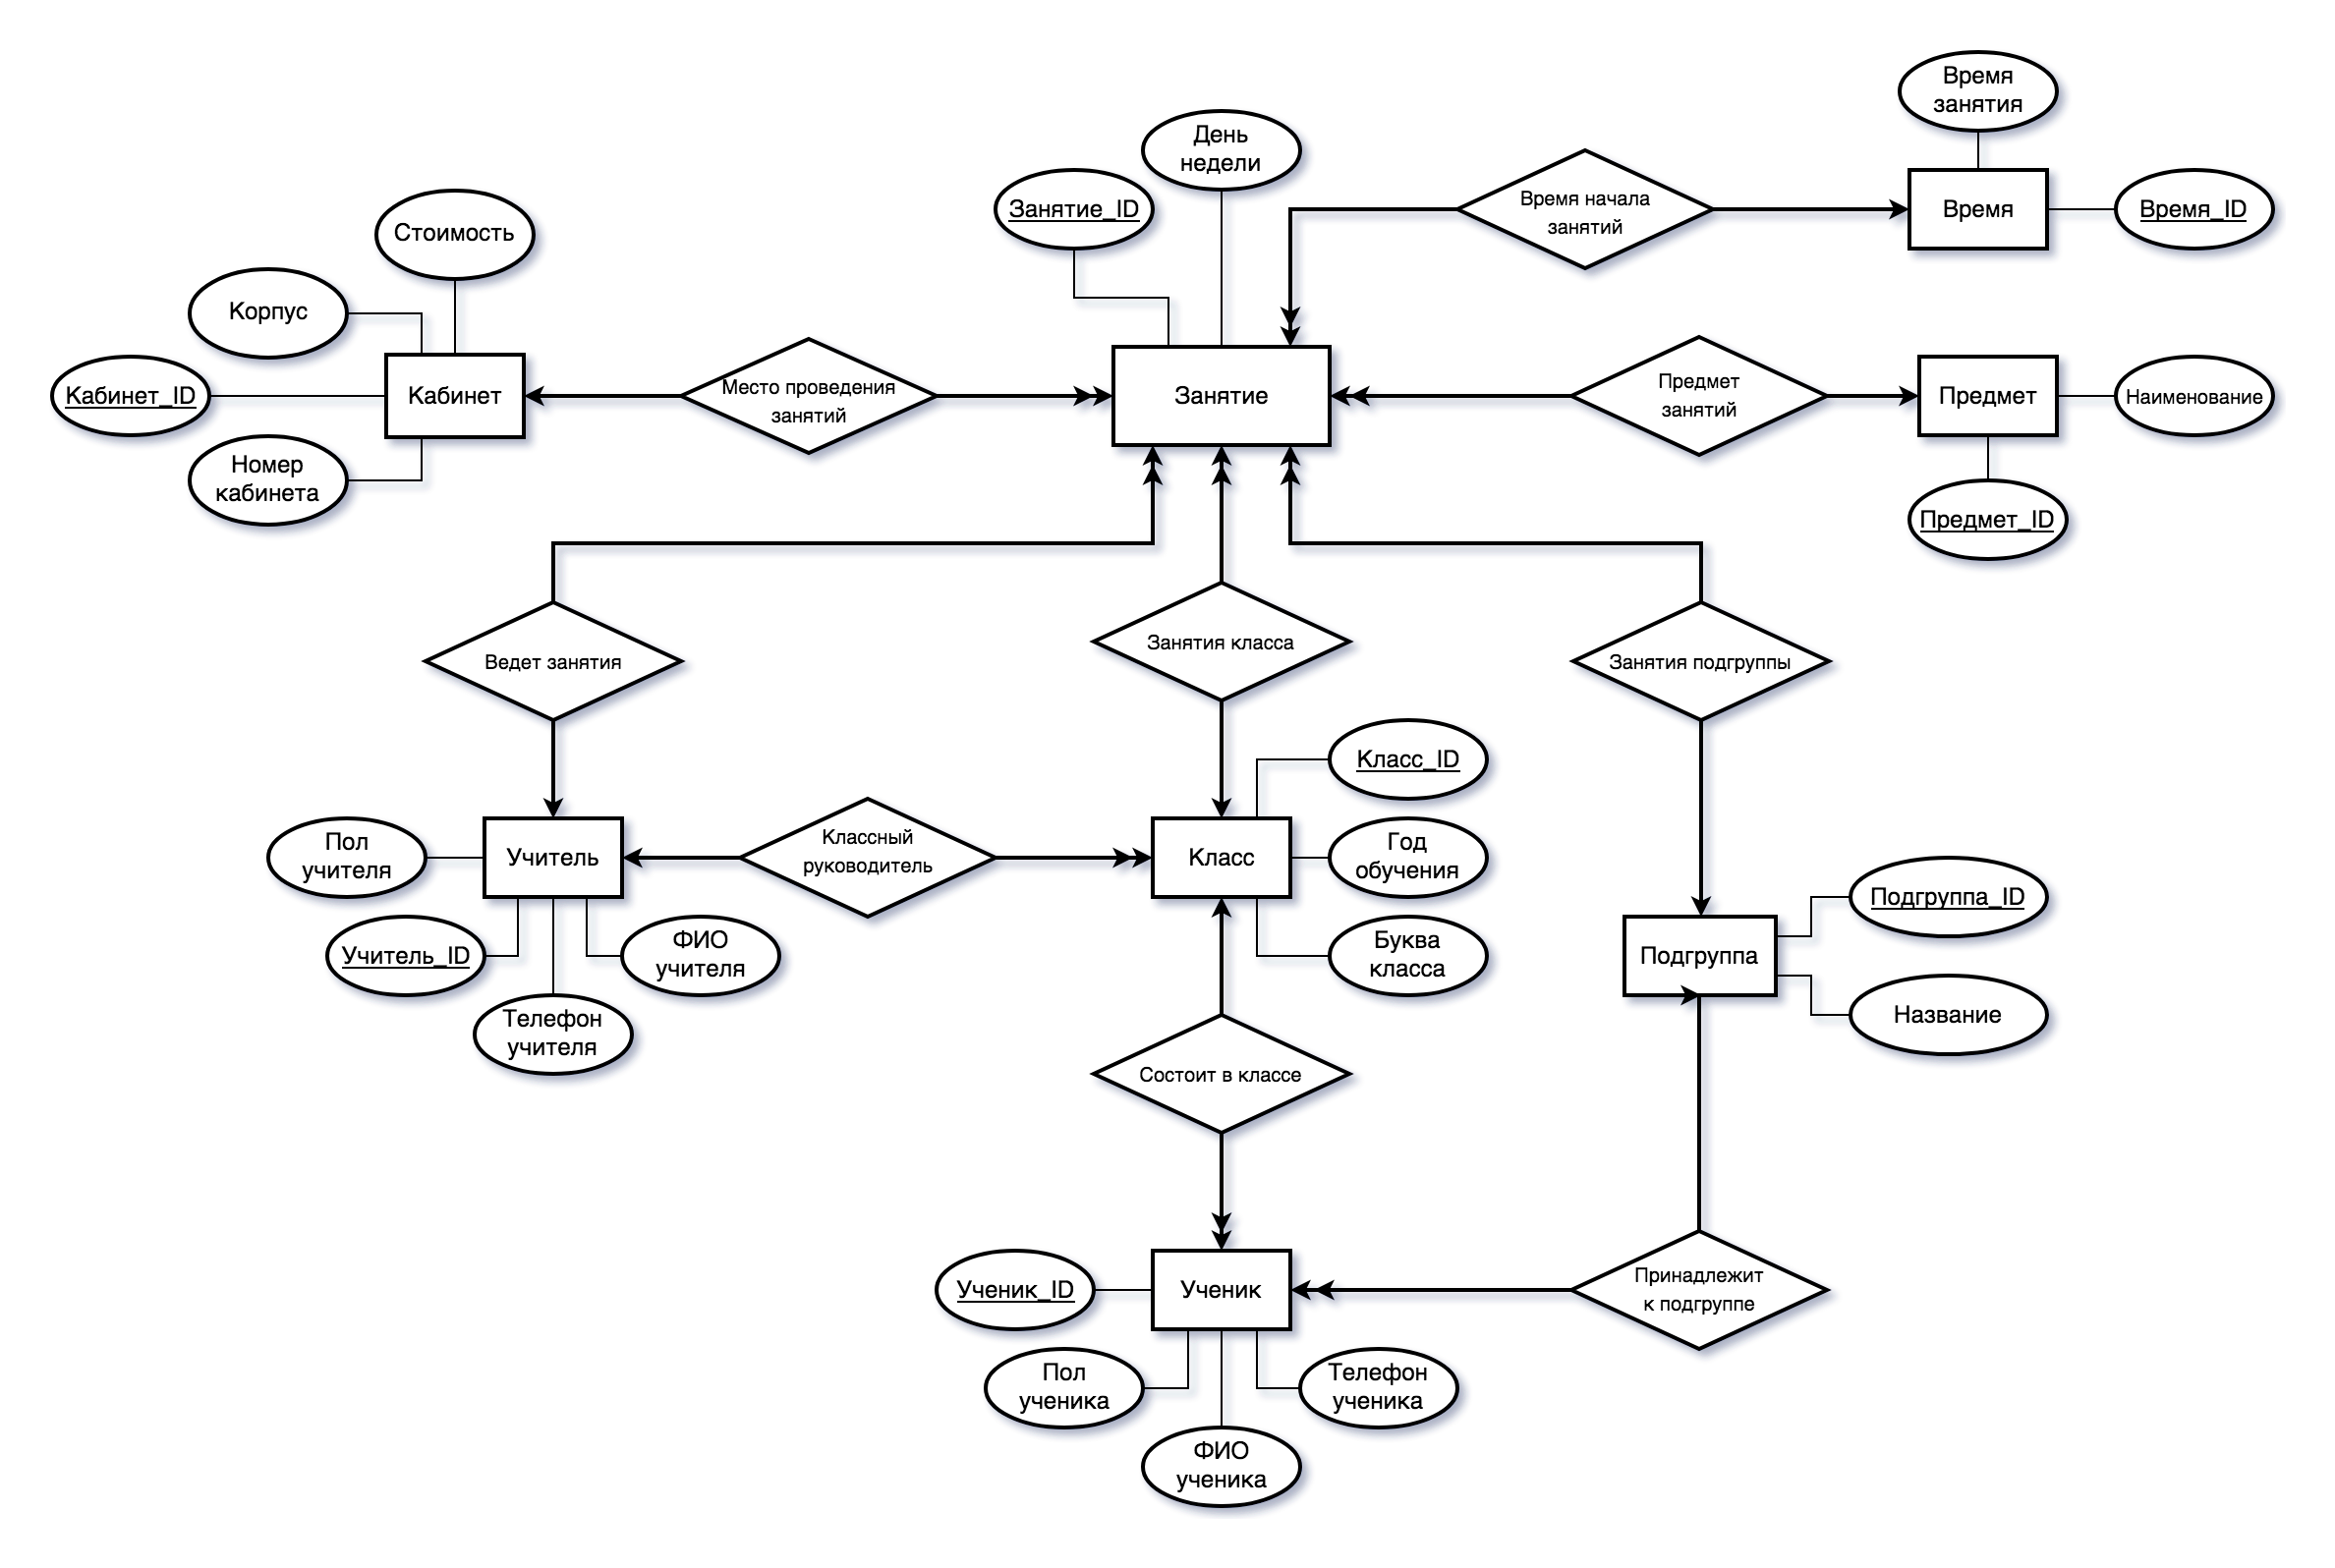 Время
занятия
День
недели
Занятие_ID
Время начала
занятий
Время
Время_ID
Стоимость
Корпус
Кабинет_ID
Кабинет
Номер
кабинета
Место проведения
занятий
Занятие
Предмет
занятий
Предмет
Наименование
Предмет_ID
Ведет занятия
Занятия класса
Занятия подгруппы
Класс_ID
Пол
учителя
Учитель
Классный
руководитель
Класс
Год
обучения
Учитель_ID
ФИО
учителя
Телефон
учителя
Буква
класса
Подгруппа_ID
Подгруппа
Название
Состоит в классе
Ученик_ID
Ученик
Принадлежит
к подгруппе
Пол
ученика
Телефон
ученика
ФИО
ученика